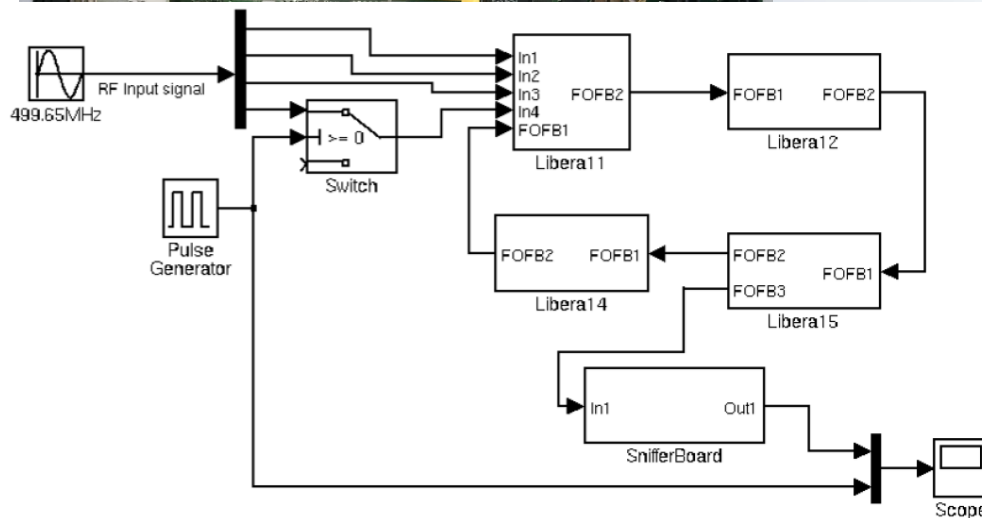 RF Input signal
499.65MHz
>= 0
Switch
Pulse
Generator
In1
In2
In3
In4
FOFB1
FOFB2
Libera11
FOFB1
FOFB2
Libera12
FOFB2
FOFB1
Libera14
FOFB2
FOFB3
FOFB1
Libera15
In1
Out1
SnifferBoard
Scope